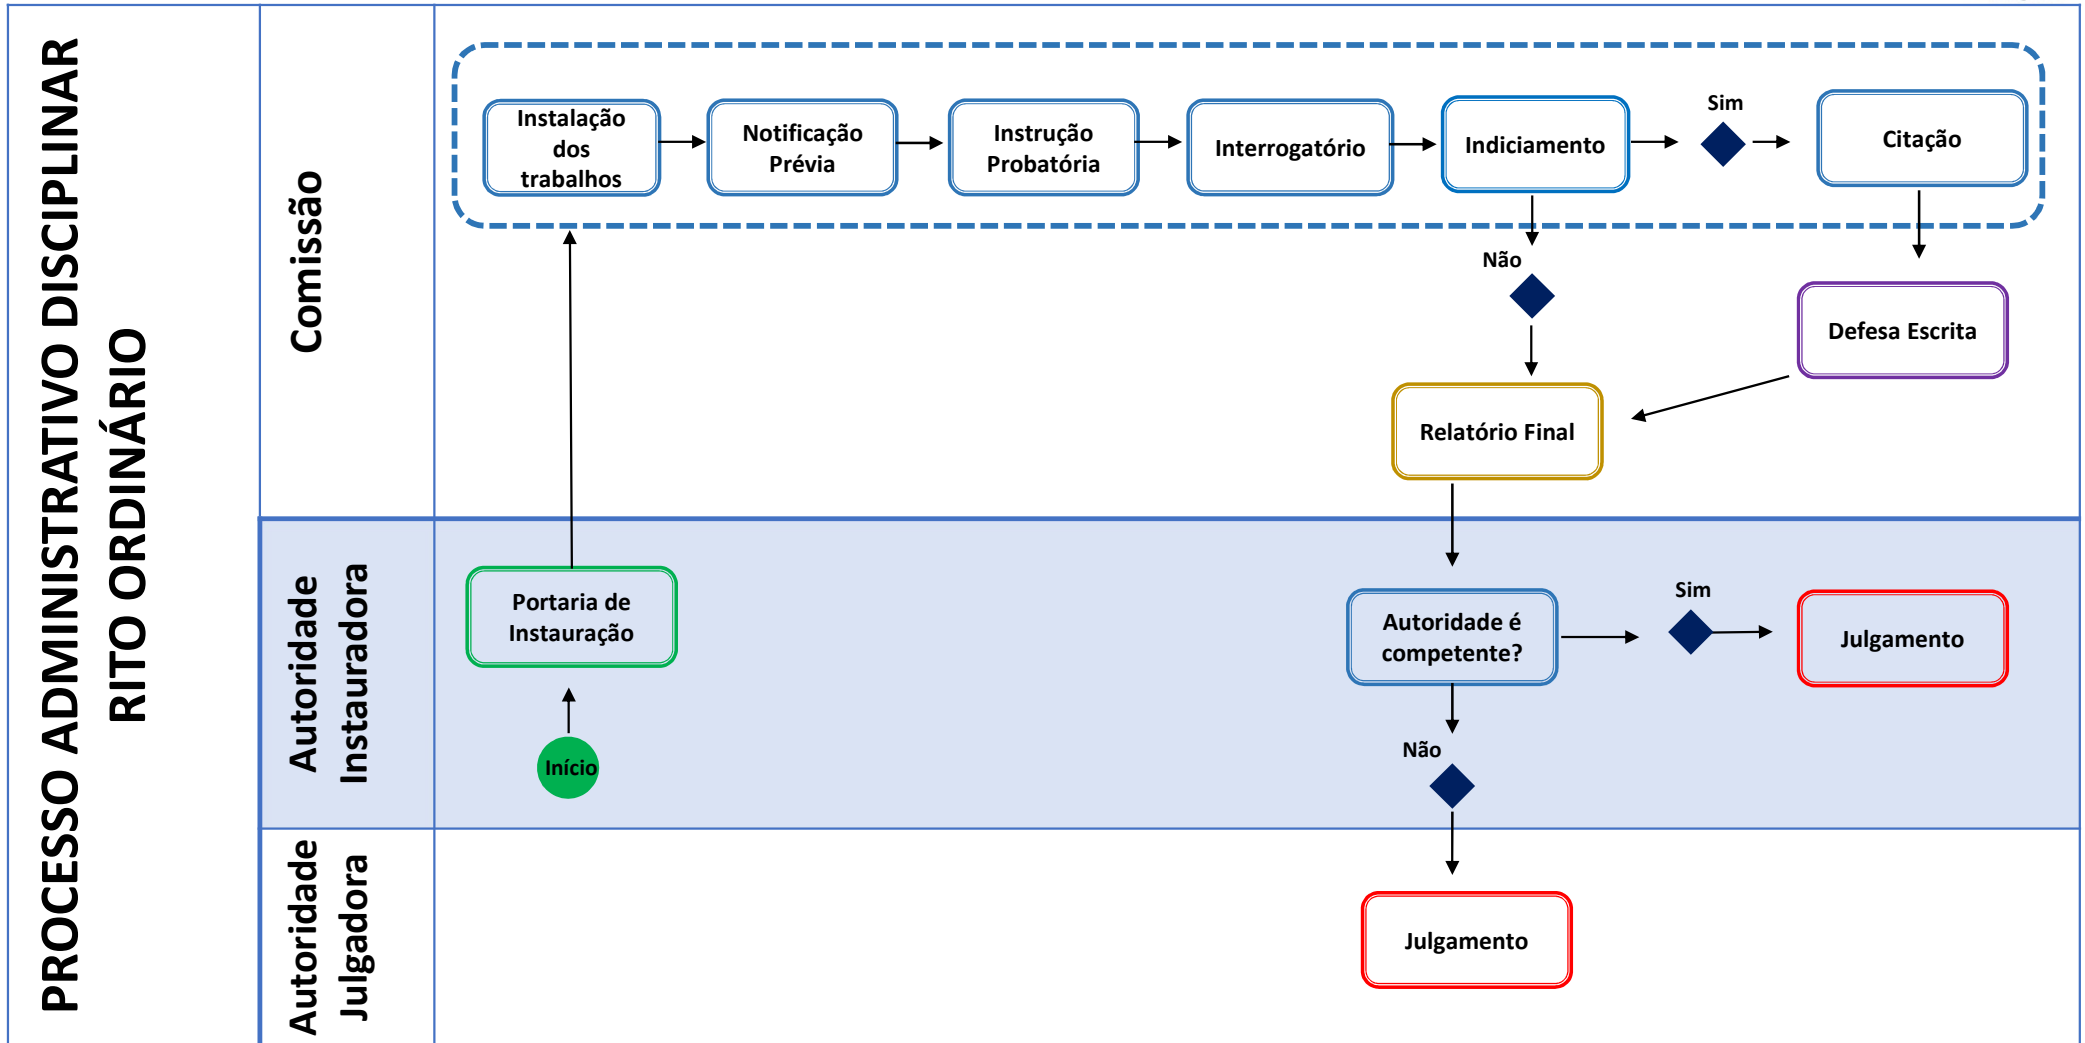 PROCESSO ADMINISTRATIVO DISCIPLINAR
RITO ORDINÁRIO
Comissão
Instalação
dos
trabalhos
Notificação
Prévia
Instrução
Probatória
Interrogatório
Indiciamento
Sim
Citação
Não
Defesa Escrita
Relatório Final
Autoridade
Instauradora
Portaria de
Instauração
Início
Autoridade é
competente?
Sim
Julgamento
Não
Autoridade
Julgadora
Julgamento